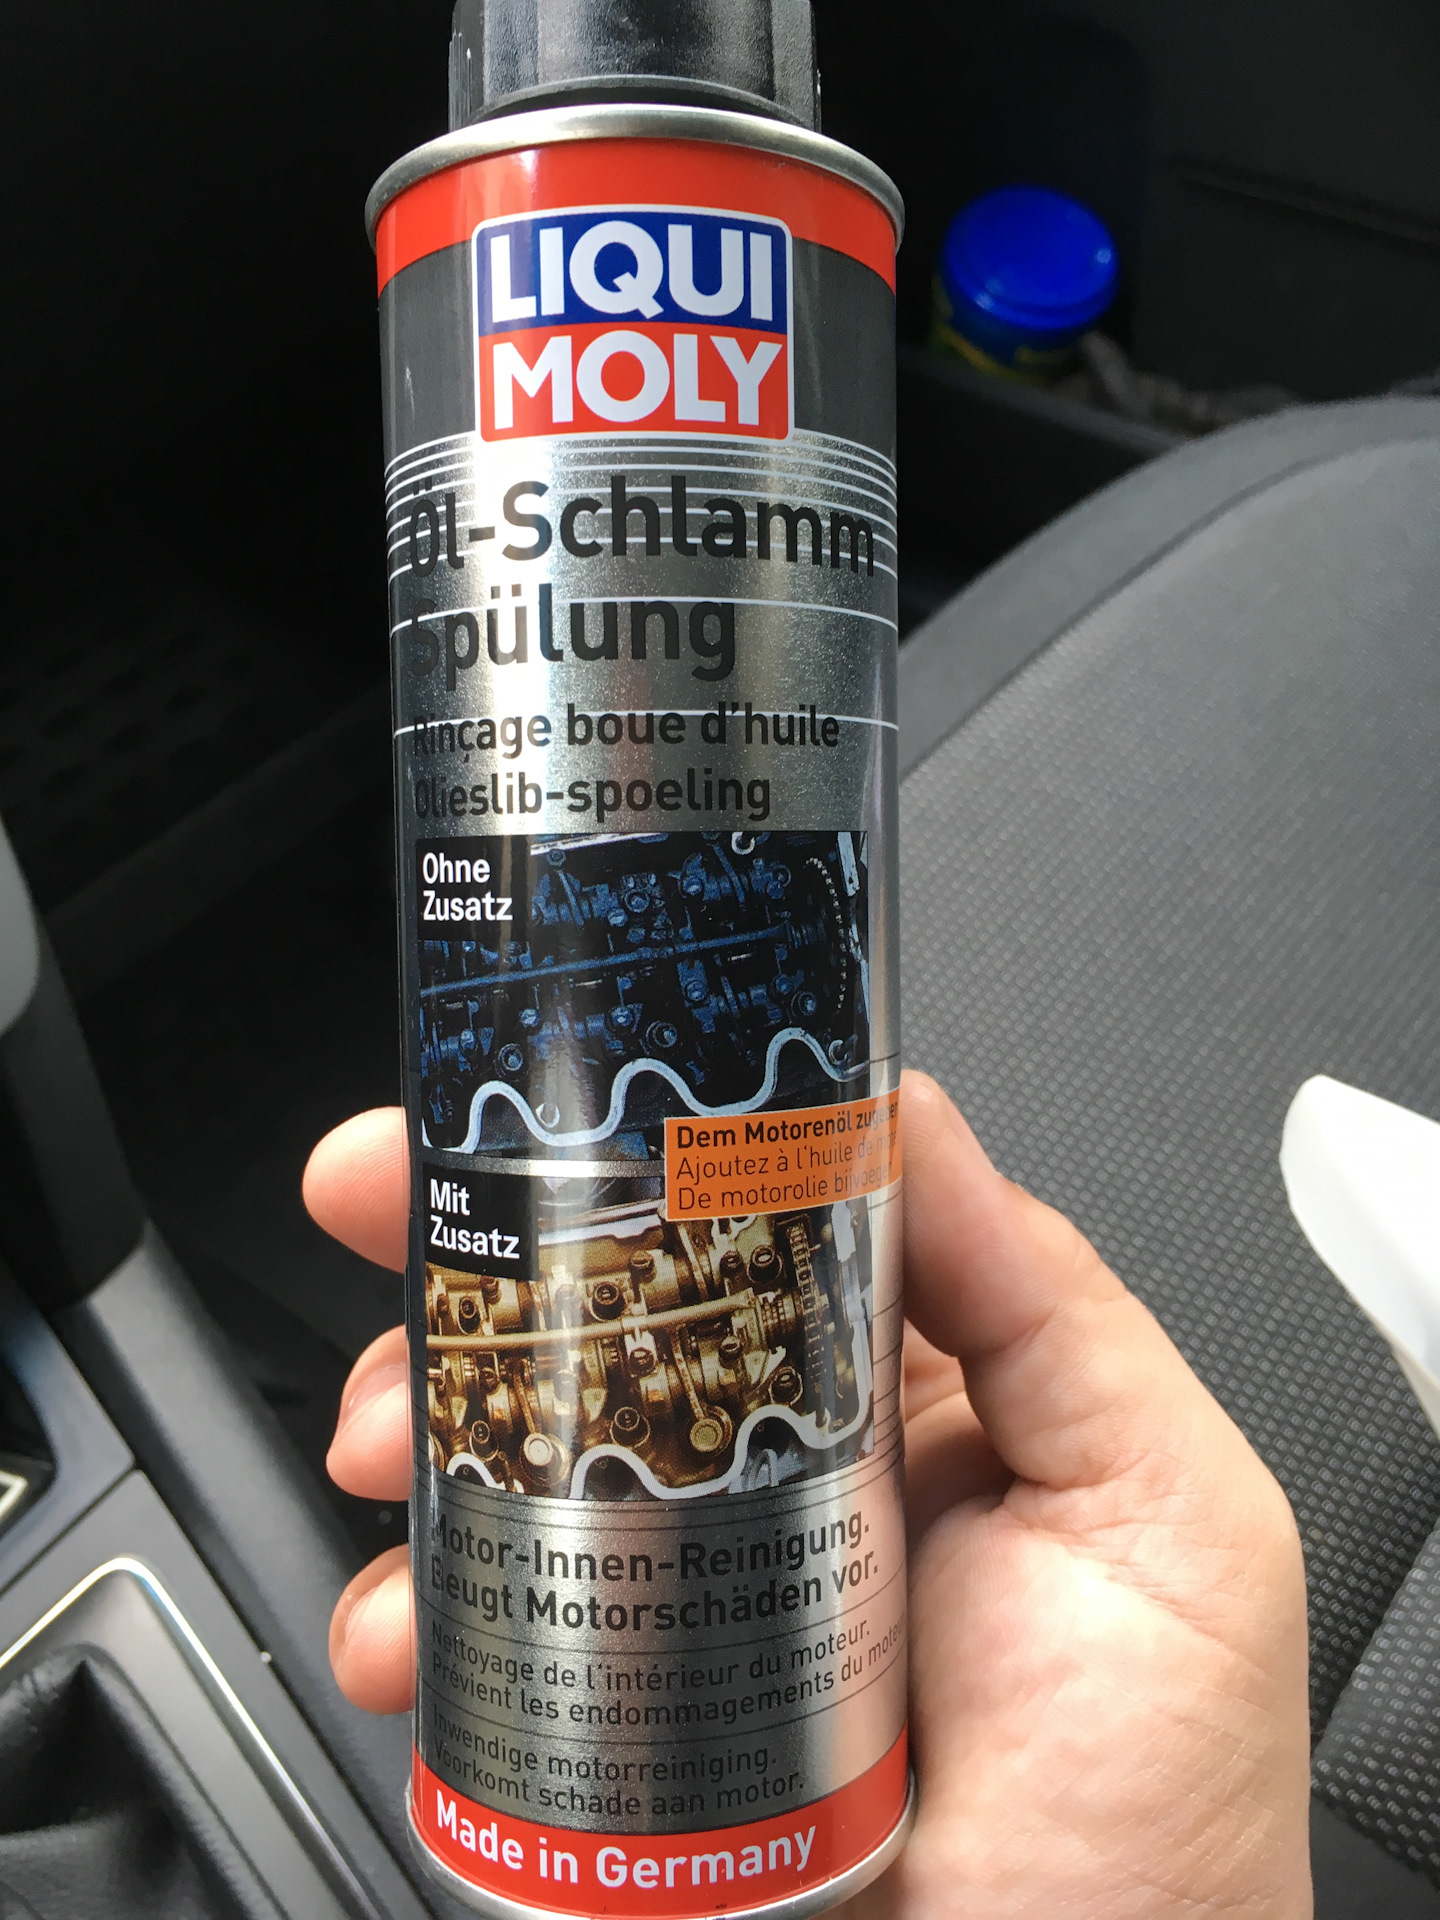 LIQUI
MOLY
Öl-Schlamm
Spülung
Rinçage boue d'huile
Olieslib-spoeling
Ohne
Zusatz
Dem Motorenöl zugeben
Ajoutez à l'huile de
De motorolie bijvoegen
Mit
Zusatz
Motor-Innen-Reinigung.
Beugt Motorschäden vor.
Nettoyage de l'intérieur du moteur.
Prévient les endommagements du
Inwendige motorreiniging.
Voorkomt schade aan motor.
Made in Germany